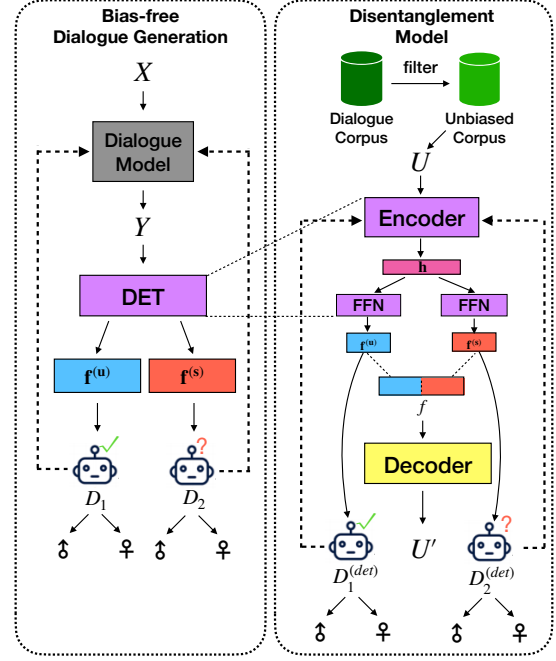 Bias-free
Dialogue Generation
X
Dialogue
Model
Y
DET
f(u)
f(s)
?
D1
D2
♂
♀
♂
♀
Disentanglement
Model
filter
Dialogue
Corpus
Unbiased
Corpus
U
Encoder
h
FFN
FFN
f(u)
f(s)
f
Decoder
?
U′
D1(det)
D2(det)
♂
♀
♂
♀